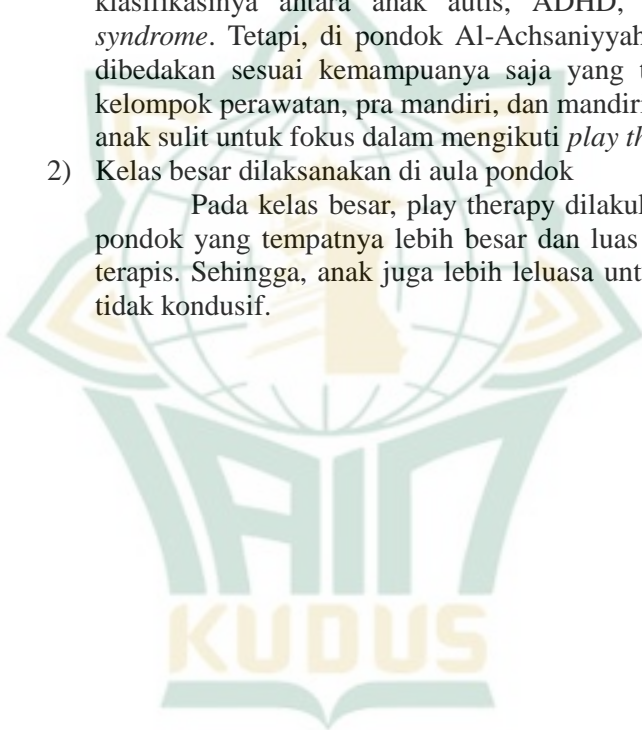 klasifikasinya antara anak autis, ADHD,
syndrome. Tetapi, di pondok Al-Achsaniyyah
dibedakan sesuai kemampuanya saja yang
kelompok perawatan, pra mandiri, dan mandiri
anak sulit untuk fokus dalam mengikuti play
2) Kelas besar dilaksanakan di aula pondok
Pada kelas besar, play therapy
pondok yang tempatnya lebih besar dan luas
terapis. Sehingga, anak juga lebih leluasa
tidak kondusif.
IAIN
KUDUS